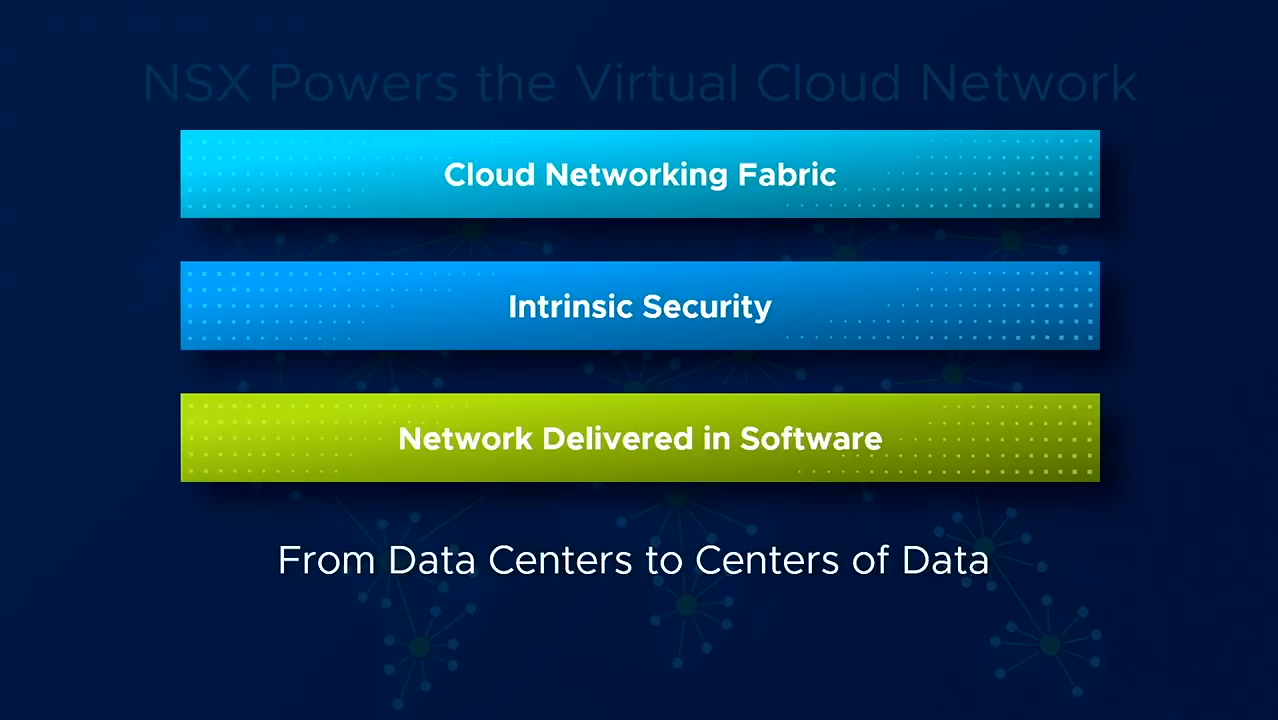 NSX Powers the Virtual Cloud Network
Cloud Networking Fabric
Intrinsic Security
Network Delivered in Software
From Data Centers to Centers of Data